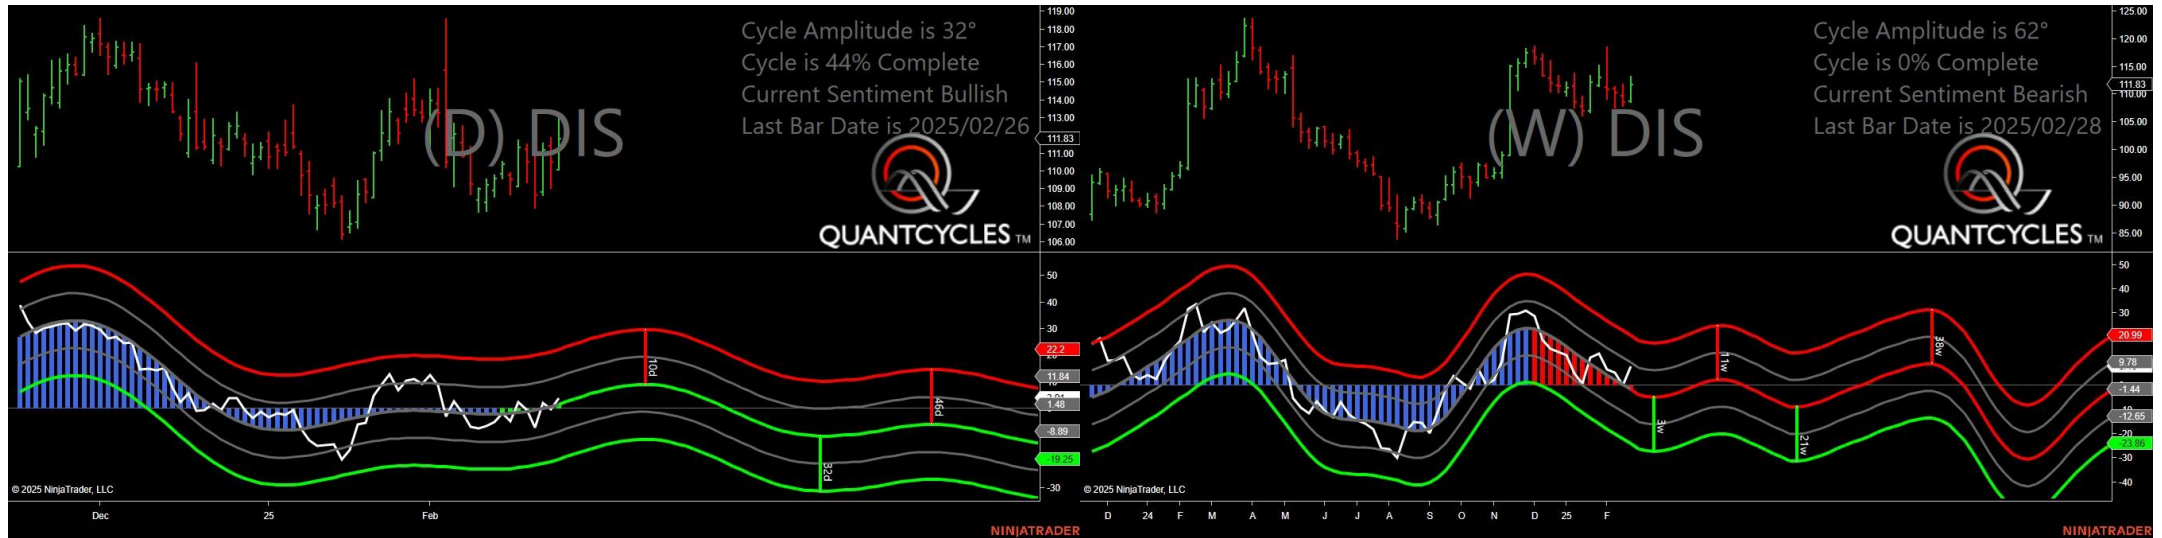 Cycle Amplitude is 32°
Cycle is 44% Complete
Current Sentiment Bullish
Last Bar Date is 2025/02/26
(D) DIS
QUANTCYCLES TM
119.00
118.00
117.00
116.00
115.00
114.00
113.00
111.83
111.00
110.00
109.00
108.00
107.00
106.00
50
40
30
22.2
11.84
1.48
-8.89
-19.25
-30
10d
32d
46d
© 2025 NinjaTrader, LLC
Dec
25
Feb
NINJATRADER
Cycle Amplitude is 62°
Cycle is 0% Complete
Current Sentiment Bearish
Last Bar Date is 2025/02/28
(W) DIS
QUANTCYCLES TM
125.00
120.00
115.00
111.83
110.00
105.00
100.00
95.00
90.00
85.00
50
40
30
20.99
9.78
-1.44
-12.65
-20
-23.86
-30
-40
3w
11w
21w
38w
© 2025 NinjaTrader, LLC
D 24 F M A M J J A S O N D 25 F
NINJATRADER